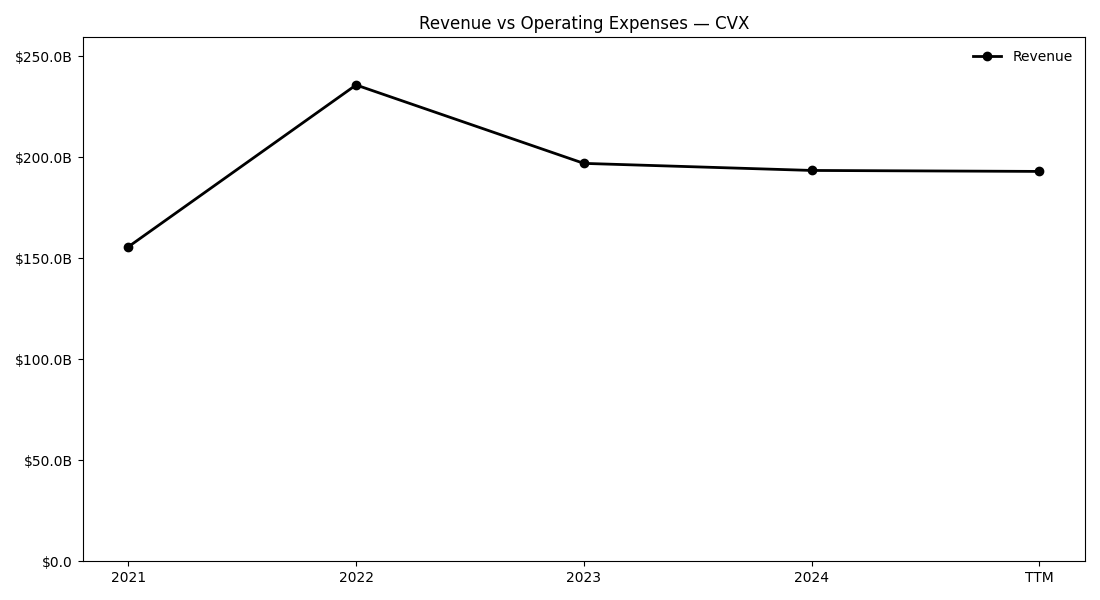 Revenue vs Operating Expenses — CVX
$250.0B
$200.0B
$150.0B
$100.0B
$50.0B
$0.0
Revenue
2021 2022 2023 2024 TTM